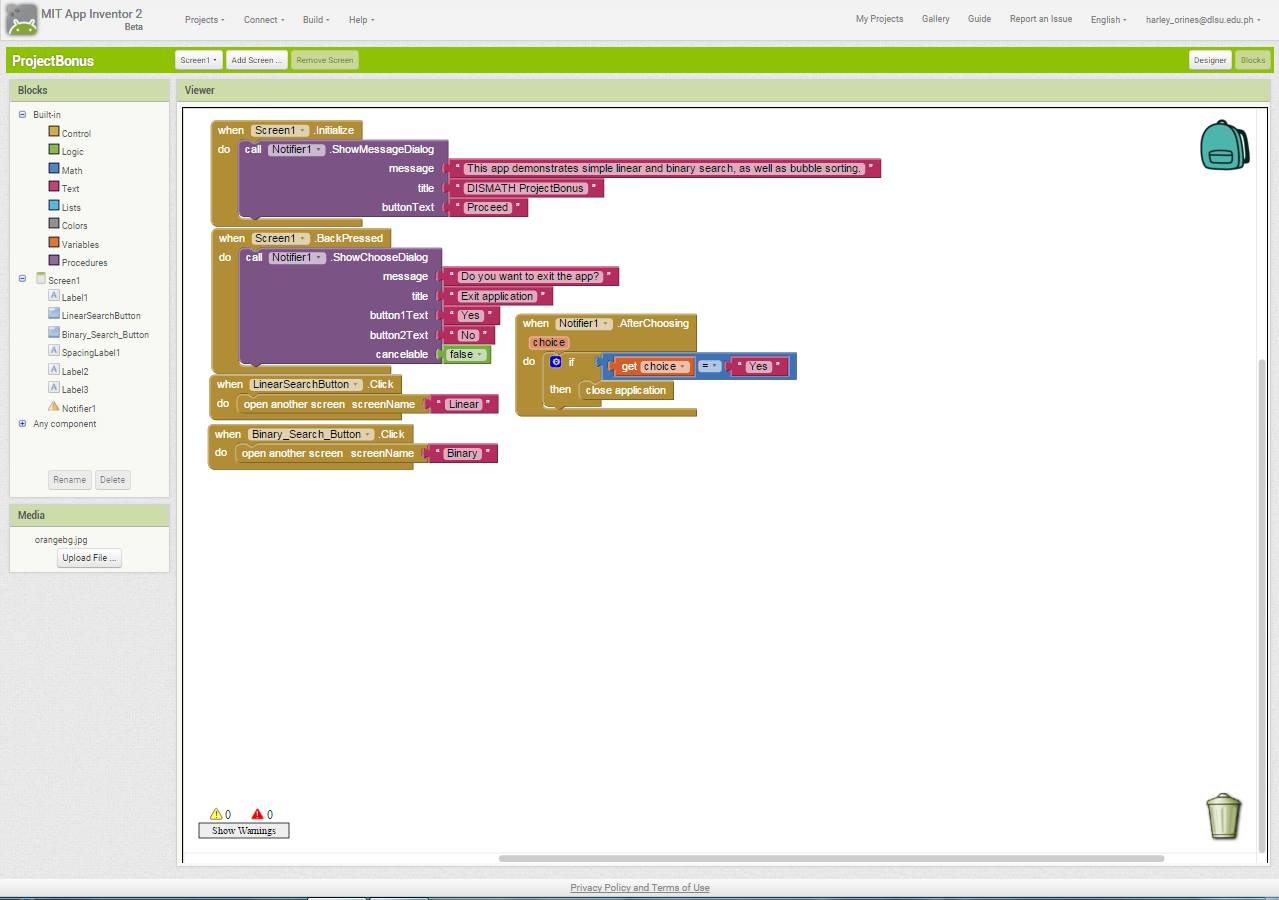 MIT App Inventor 2
Beta
Projects Connect Build Help
My Projects Gallery Guide Report an Issue English harley_orines@dlsu.edu.ph
ProjectBonus
Screen1 Add Screen ... Remove Screen
Designer Blocks
Blocks
Built-in
Control
Logic
Math
Text
Lists
Colors
Variables
Procedures
Screen1
Label1
LinearSearchButton
Binary_Search_Button
SpacingLabel1
Label2
Label3
Notifier1
Any component
Rename Delete
Media
orangebg.jpg
Upload File ...
Viewer
when Screen1 .Initialize
do call Notifier1 .ShowMessageDialog
message " This app demonstrates simple linear and binary search, as well as bubble sorting. "
title " DISMATH ProjectBonus "
buttonText " Proceed "
when Screen1 .BackPressed
do call Notifier1 .ShowChooseDialog
message " Do you want to exit the app? "
title " Exit application "
button1Text " Yes "
button2Text " No "
cancelable false
when Notifier1 .AfterChoosing
choice
do if get choice = " Yes "
then close application
when LinearSearchButton .Click
do open another screen screenName " Linear "
when Binary_Search_Button .Click
do open another screen screenName " Binary "
0 0
Show Warnings
Privacy Policy and Terms of Use